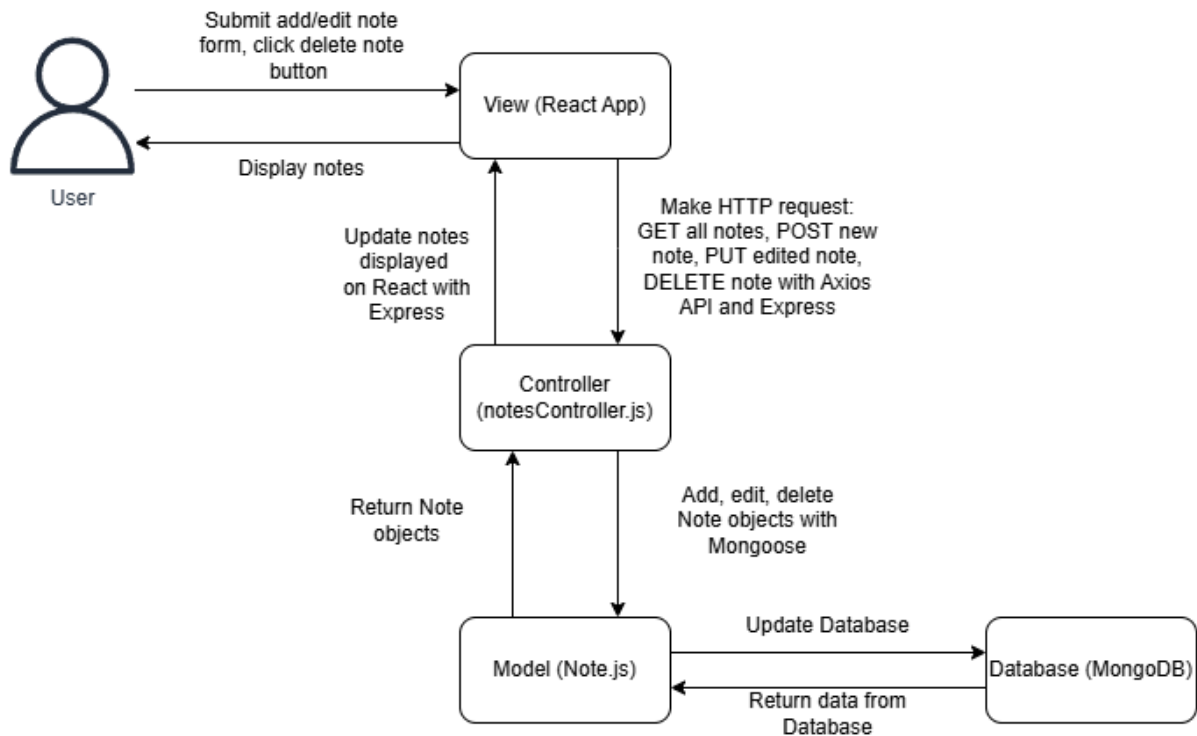 Submit add/edit note
form, click delete note
button
View (React App)
Display notes
User
Make HTTP request:
GET all notes, POST new
note, PUT edited note,
DELETE note with Axios
API and Express
Update notes
displayed
on React with
Express
Controller
(notesController.js)
Return Note
objects
Add, edit, delete
Note objects with
Mongoose
Model (Note.js)
Update Database
Database (MongoDB)
Return data from
Database